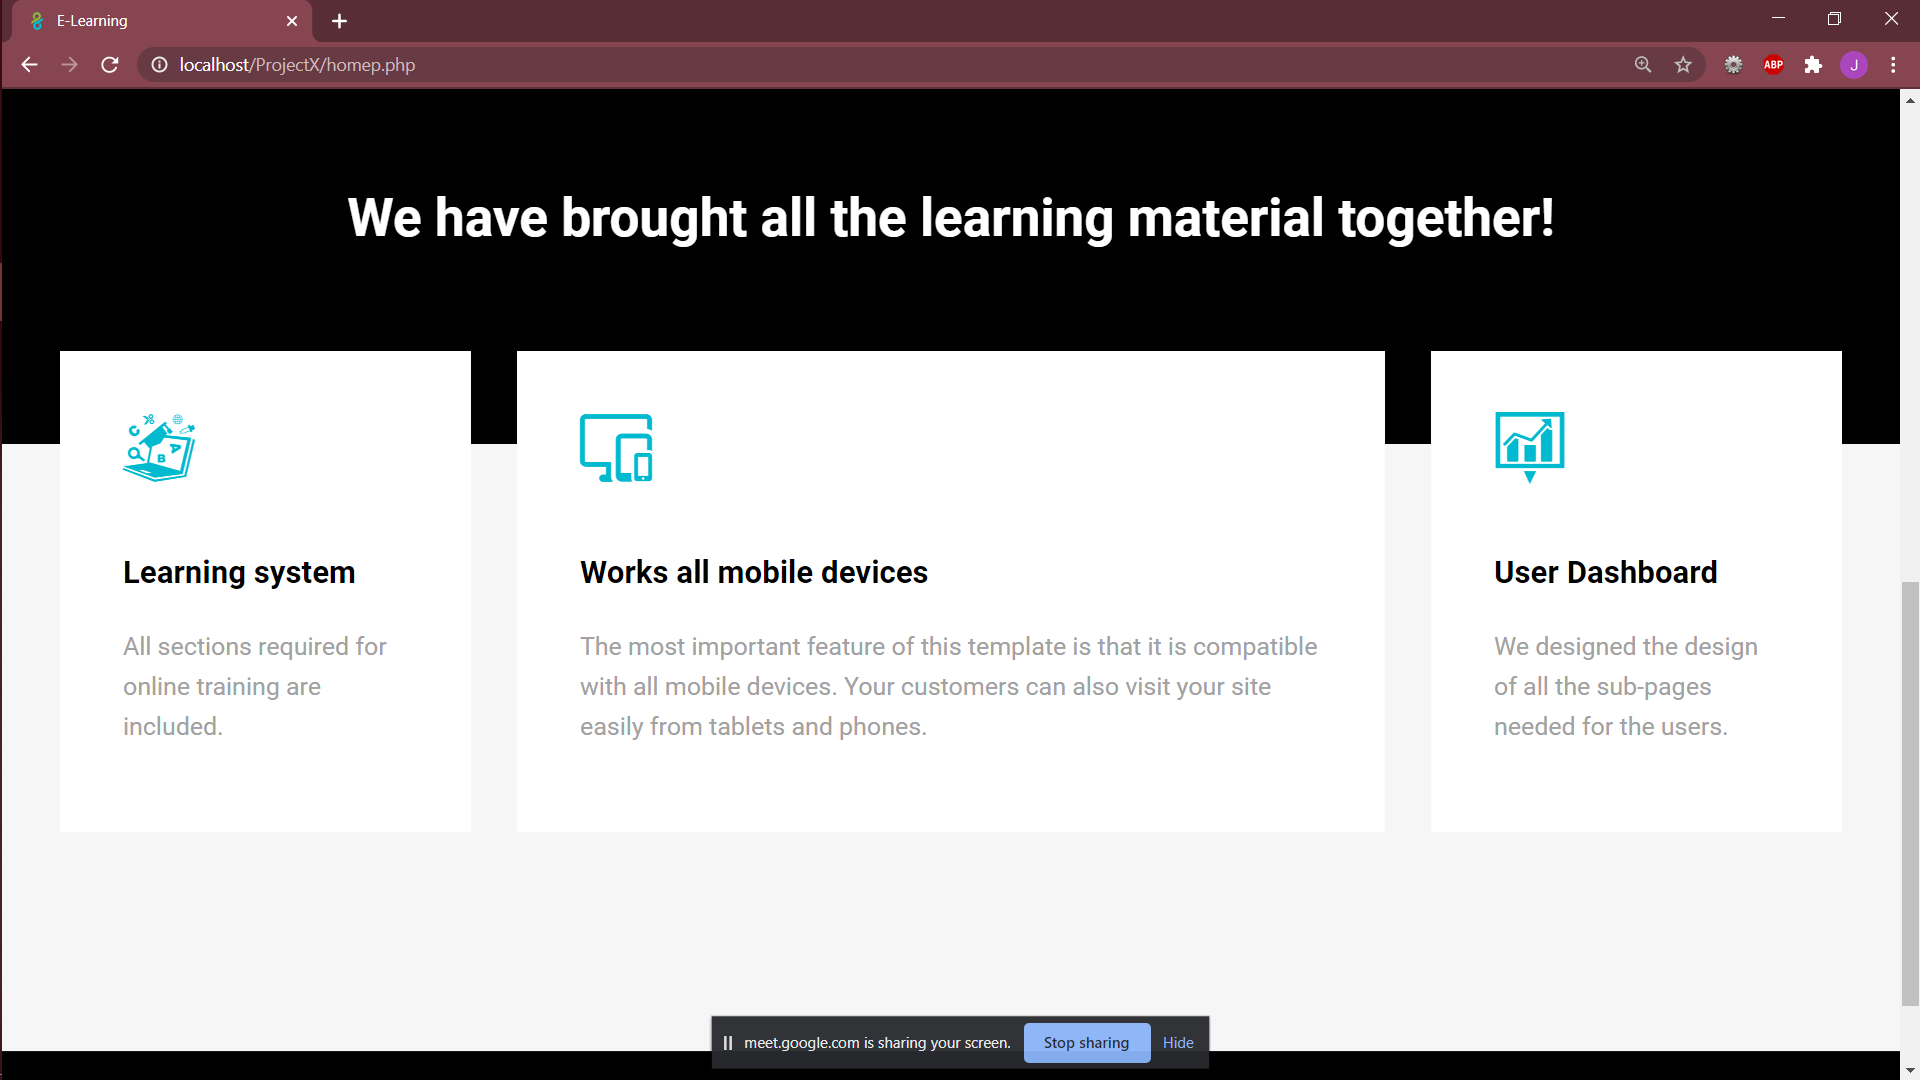 E-Learning
localhost/ProjectX/homep.php
ABP
J
We have brought all the learning material together!
Learning system
All sections required for
online training are
included.
Works all mobile devices
The most important feature of this template is that it is compatible
with all mobile devices. Your customers can also visit your site
easily from tablets and phones.
User Dashboard
We designed the design
of all the sub-pages
needed for the users.
meet.google.com is sharing your screen. Stop sharing Hide